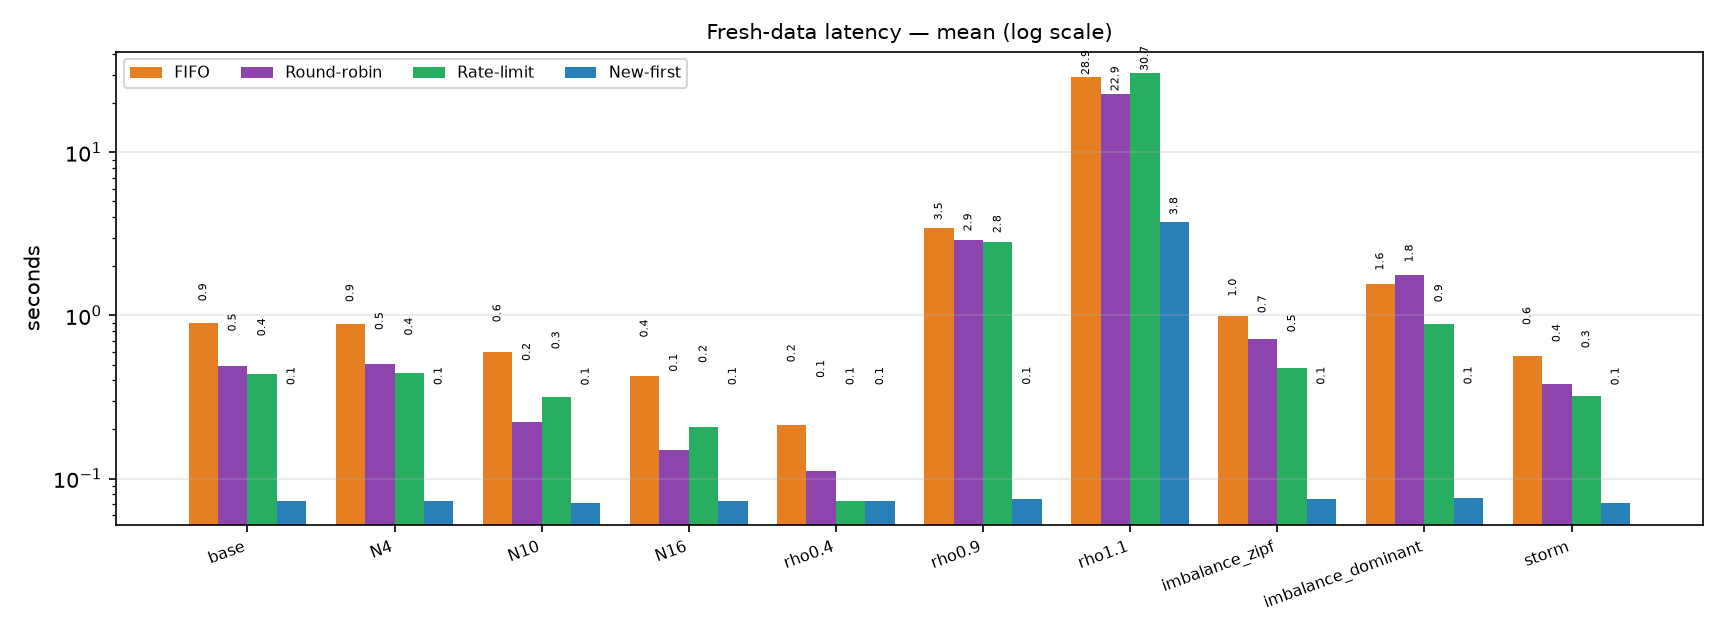 Fresh-data latency — mean (log scale)
FIFO Round-robin Rate-limit New-first
seconds
10¹
10⁰
10⁻¹
0.9 0.5 0.4 0.1
0.9 0.5 0.4 0.1
0.6 0.2 0.3 0.1
0.4 0.1 0.2 0.1
0.2 0.1 0.1 0.1
3.5 2.9 2.8 0.1
28.9 22.9 30.7 3.8
1.0 0.7 0.5 0.1
1.6 1.8 0.9 0.1
0.6 0.4 0.3 0.1
base N4 N10 N16 rho0.4 rho0.9 rho1.1 imbalance_zipf imbalance_dominant storm